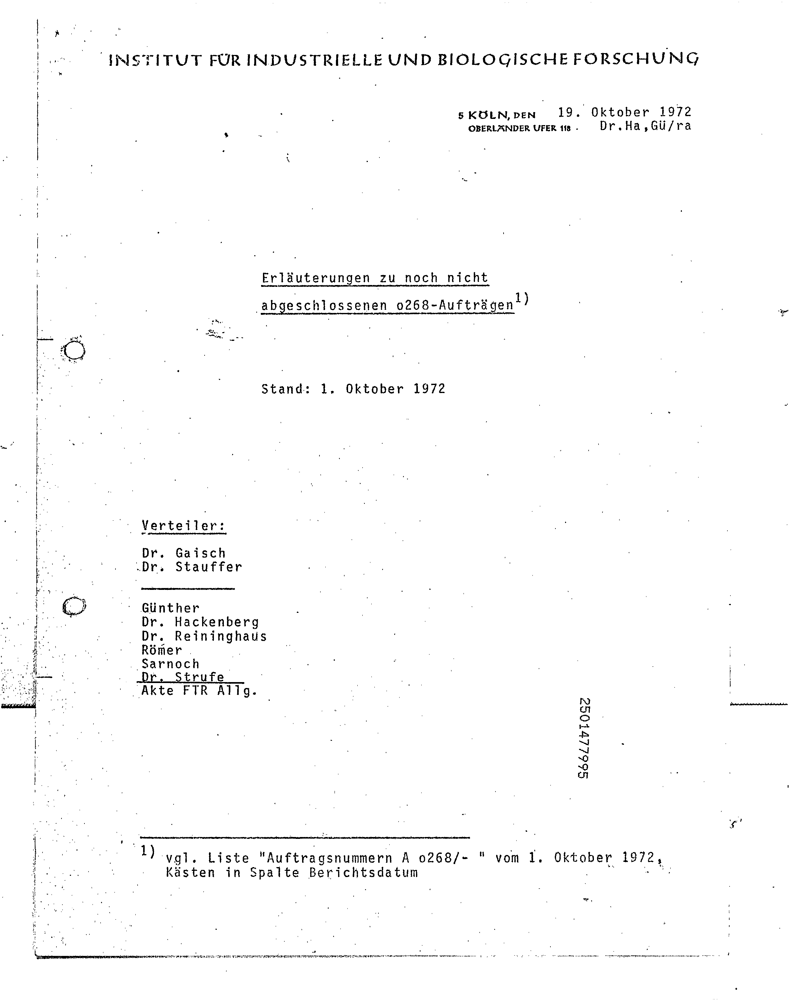 INSTITUT FÜR INDUSTRIELLE UND BIOLOGISCHE FORSCHUNG
5 KÖLN, DEN 19. Oktober 1972
OBERLÄNDER UFER 118 · Dr.Ha,Gü/ra
Erläuterungen zu noch nicht
abgeschlossenen o268-Aufträgen1)
Stand: 1. Oktober 1972
Verteiler:
Dr. Gaisch
Dr. Stauffer
Günther
Dr. Hackenberg
Dr. Reininghaus
Römer
Sarnoch
Dr. Strufe
Akte FTR Allg.
2501477995
1) vgl. Liste "Auftragsnummern A o268/- " vom 1. Oktober 1972,
Kästen in Spalte Berichtsdatum